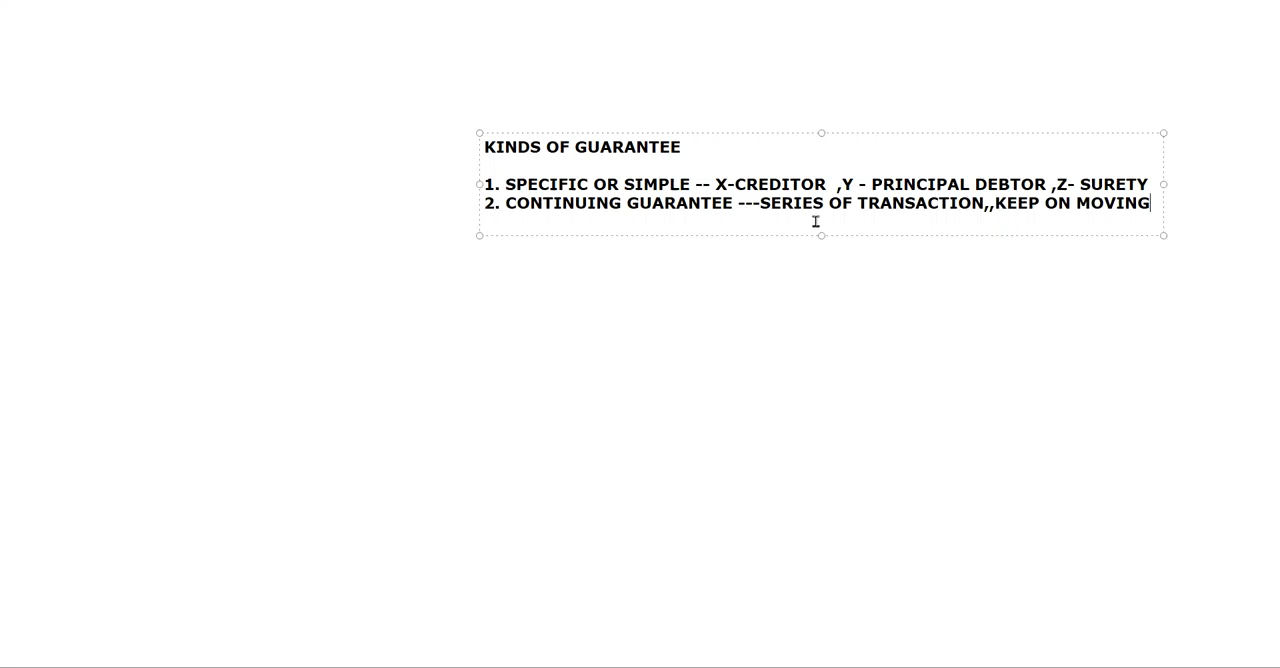 KINDS OF GUARANTEE
1. SPECIFIC OR SIMPLE -- X-CREDITOR  ,Y - PRINCIPAL DEBTOR ,Z- SURETY
2. CONTINUING GUARANTEE ---SERIES OF TRANSACTION,,KEEP ON MOVING